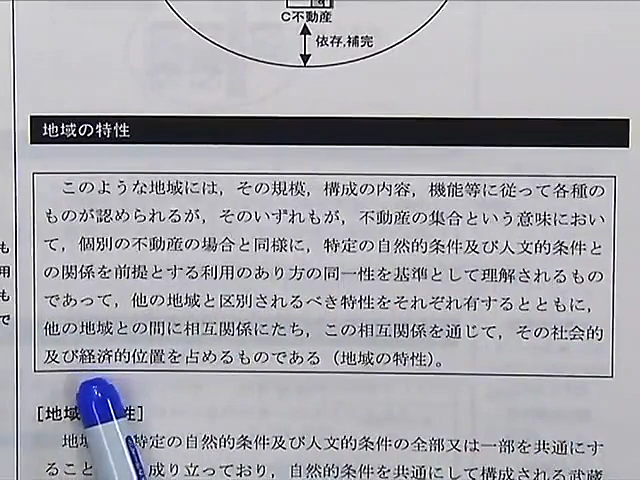 C不動産
依存,補完
地域の特性
このような地域には，その規模，構成の内容，機能等に従って各種の
ものが認められるが，そのいずれもが，不動産の集合という意味におい
て，個別の不動産の場合と同様に，特定の自然的条件及び人文的条件と
の関係を前提とする利用のあり方の同一性を基準として理解されるもの
であって，他の地域と区別されるべき特性をそれぞれ有するとともに，
他の地域との間に相互関係にたち，この相互関係を通じて，その社会的
及び経済的位置を占めるものである（地域の特性）。
も
用
も
で
[地域 性]
地域 特定の自然的条件及び人文的条件の全部又は一部を共通にす
ること 成り立っており，自然的条件を共通にして構成される武蔵